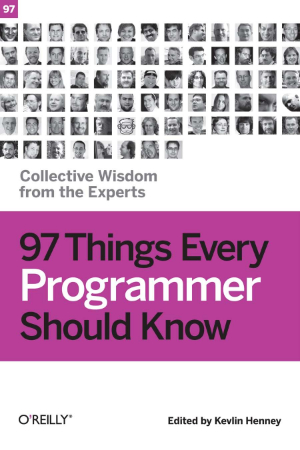 97
Collective Wisdom
from the Experts
97 Things Every
Programmer
Should Know
O'REILLY®
Edited by Kevlin Henney